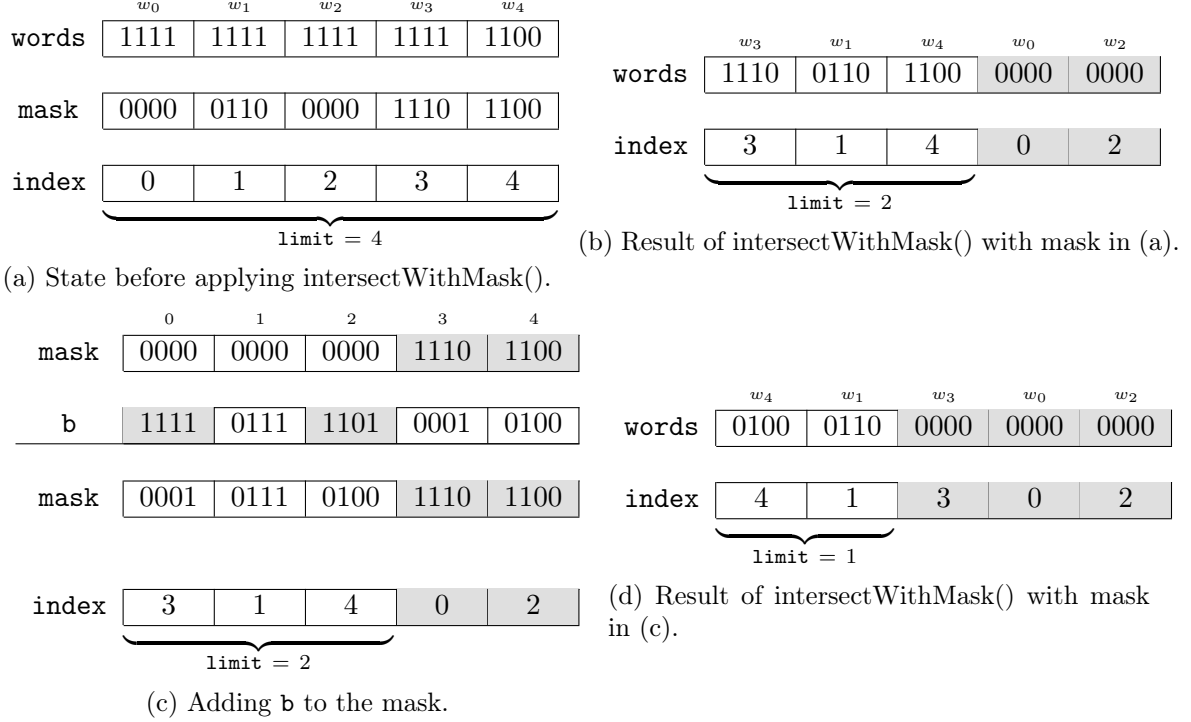 w0 w1 w2 w3 w4
words 1111 1111 1111 1111 1100
mask 0000 0110 0000 1110 1100
index 0 1 2 3 4
limit = 4
(a) State before applying intersectWithMask().
w3 w1 w4 w0 w2
words 1110 0110 1100 0000 0000
index 3 1 4 0 2
limit = 2
(b) Result of intersectWithMask() with mask in (a).
0 1 2 3 4
mask 0000 0000 0000 1110 1100
b 1111 0111 1101 0001 0100
mask 0001 0111 0100 1110 1100
index 3 1 4 0 2
limit = 2
(c) Adding b to the mask.
w4 w1 w3 w0 w2
words 0100 0110 0000 0000 0000
index 4 1 3 0 2
limit = 1
(d) Result of intersectWithMask() with mask
in (c).